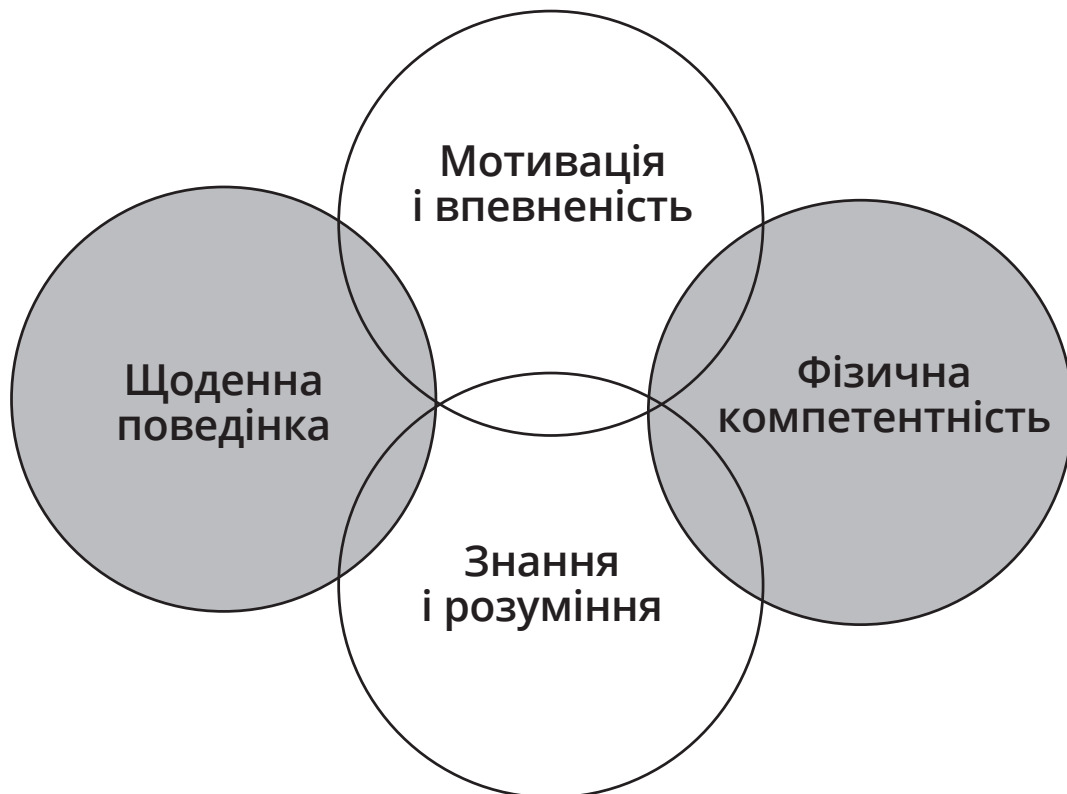 Мотивація
і впевненість
Щоденна
поведінка
Фізична
компетентність
Знання
і розуміння